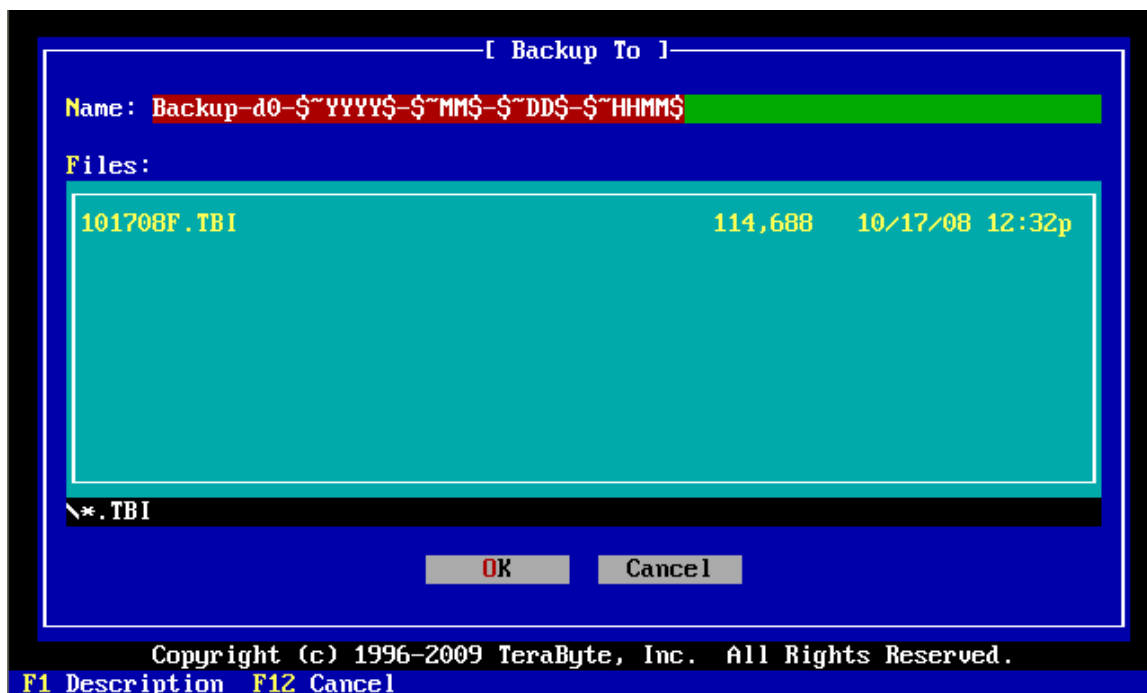 [ Backup To ]
Name: Backup-d0-$~YYYY$-$~MM$-$~DD$-$~HHMM$
Files:
101708F.TBI 114,688 10/17/08 12:32p
\*.TBI
OK Cancel
Copyright (c) 1996-2009 TeraByte, Inc. All Rights Reserved.
F1 Description F12 Cancel